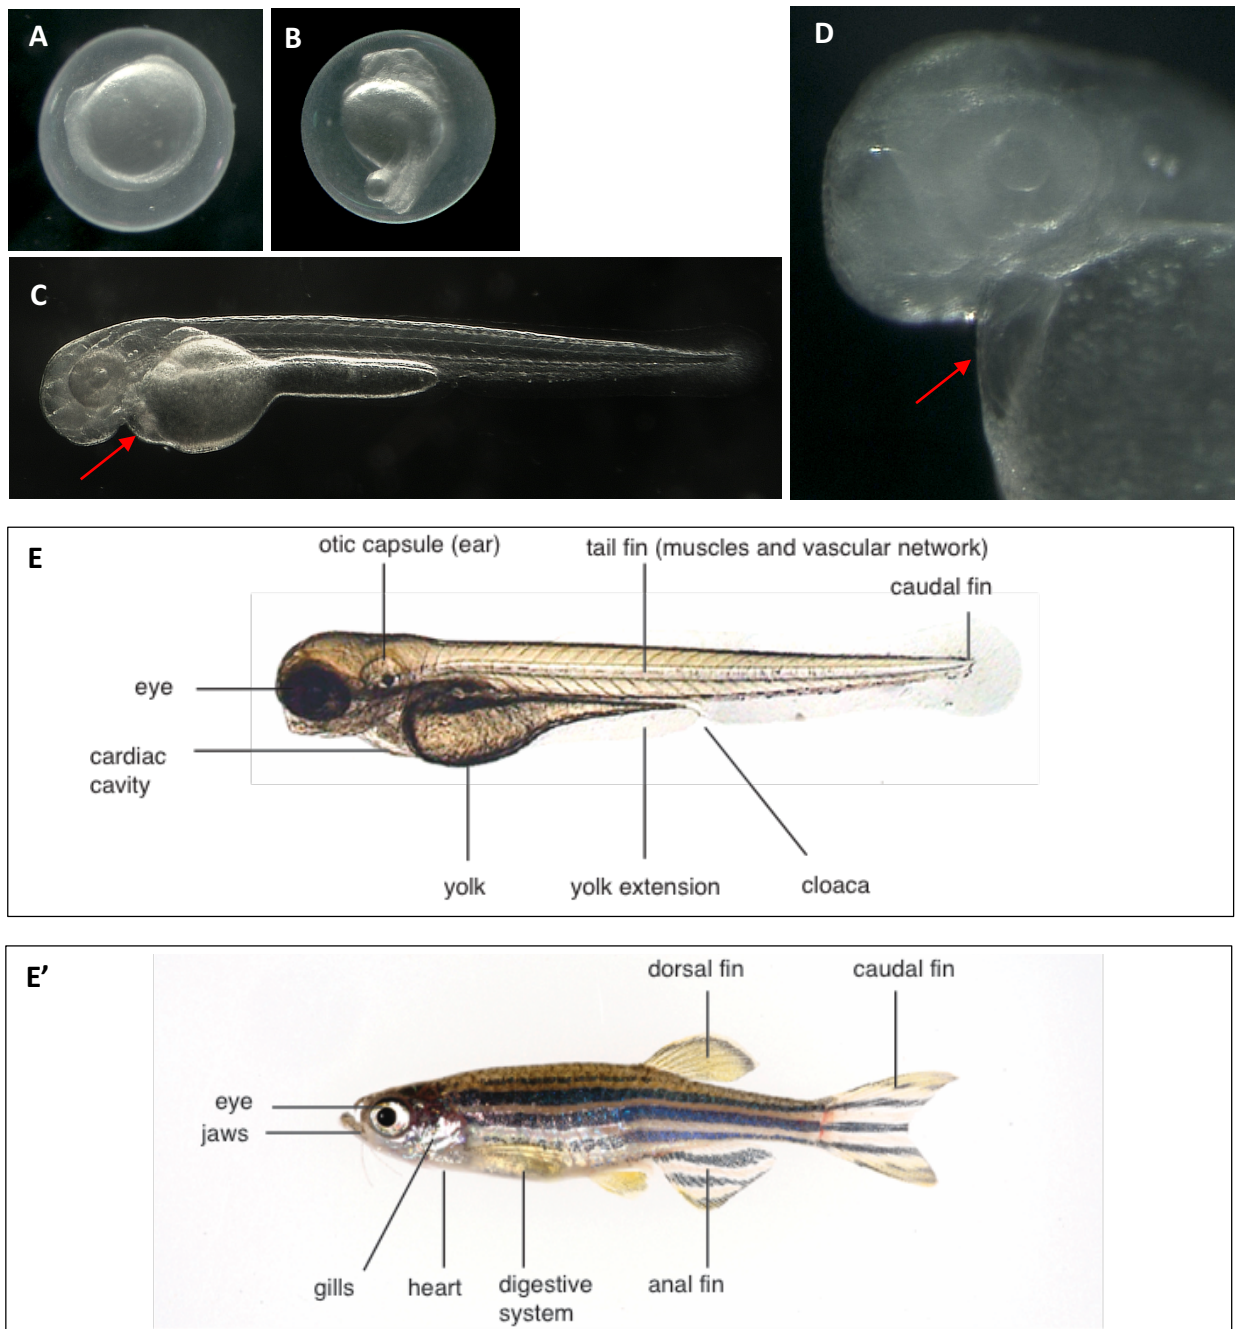 A
B
D
C
E
otic capsule (ear)
tail fin (muscles and vascular network)
caudal fin
eye
cardiac
cavity
yolk
yolk extension
cloaca
E’
dorsal fin
caudal fin
eye
jaws
gills
heart
digestive
system
anal fin